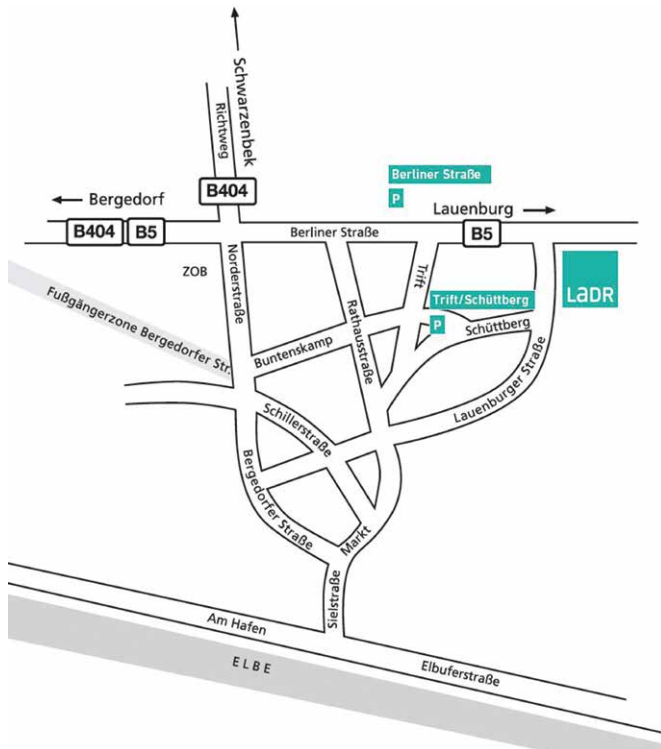 Schwarzenbek
Richtweg
B404
Berliner Straße
P
Bergedorf
Lauenburg
B404
B5
Berliner Straße
B5
ZOB
Norderstraße
Trift
LADR
Fußgängerzone Bergedorfer Str.
Trift/Schüttberg
P
Rathausstraße
Schüttberg
Buntenskamp
Lauenburger Straße
Schillerstraße
Bergedorfer Straße
Markt
Sielstraße
Am Hafen
ELBE
Elbuferstraße